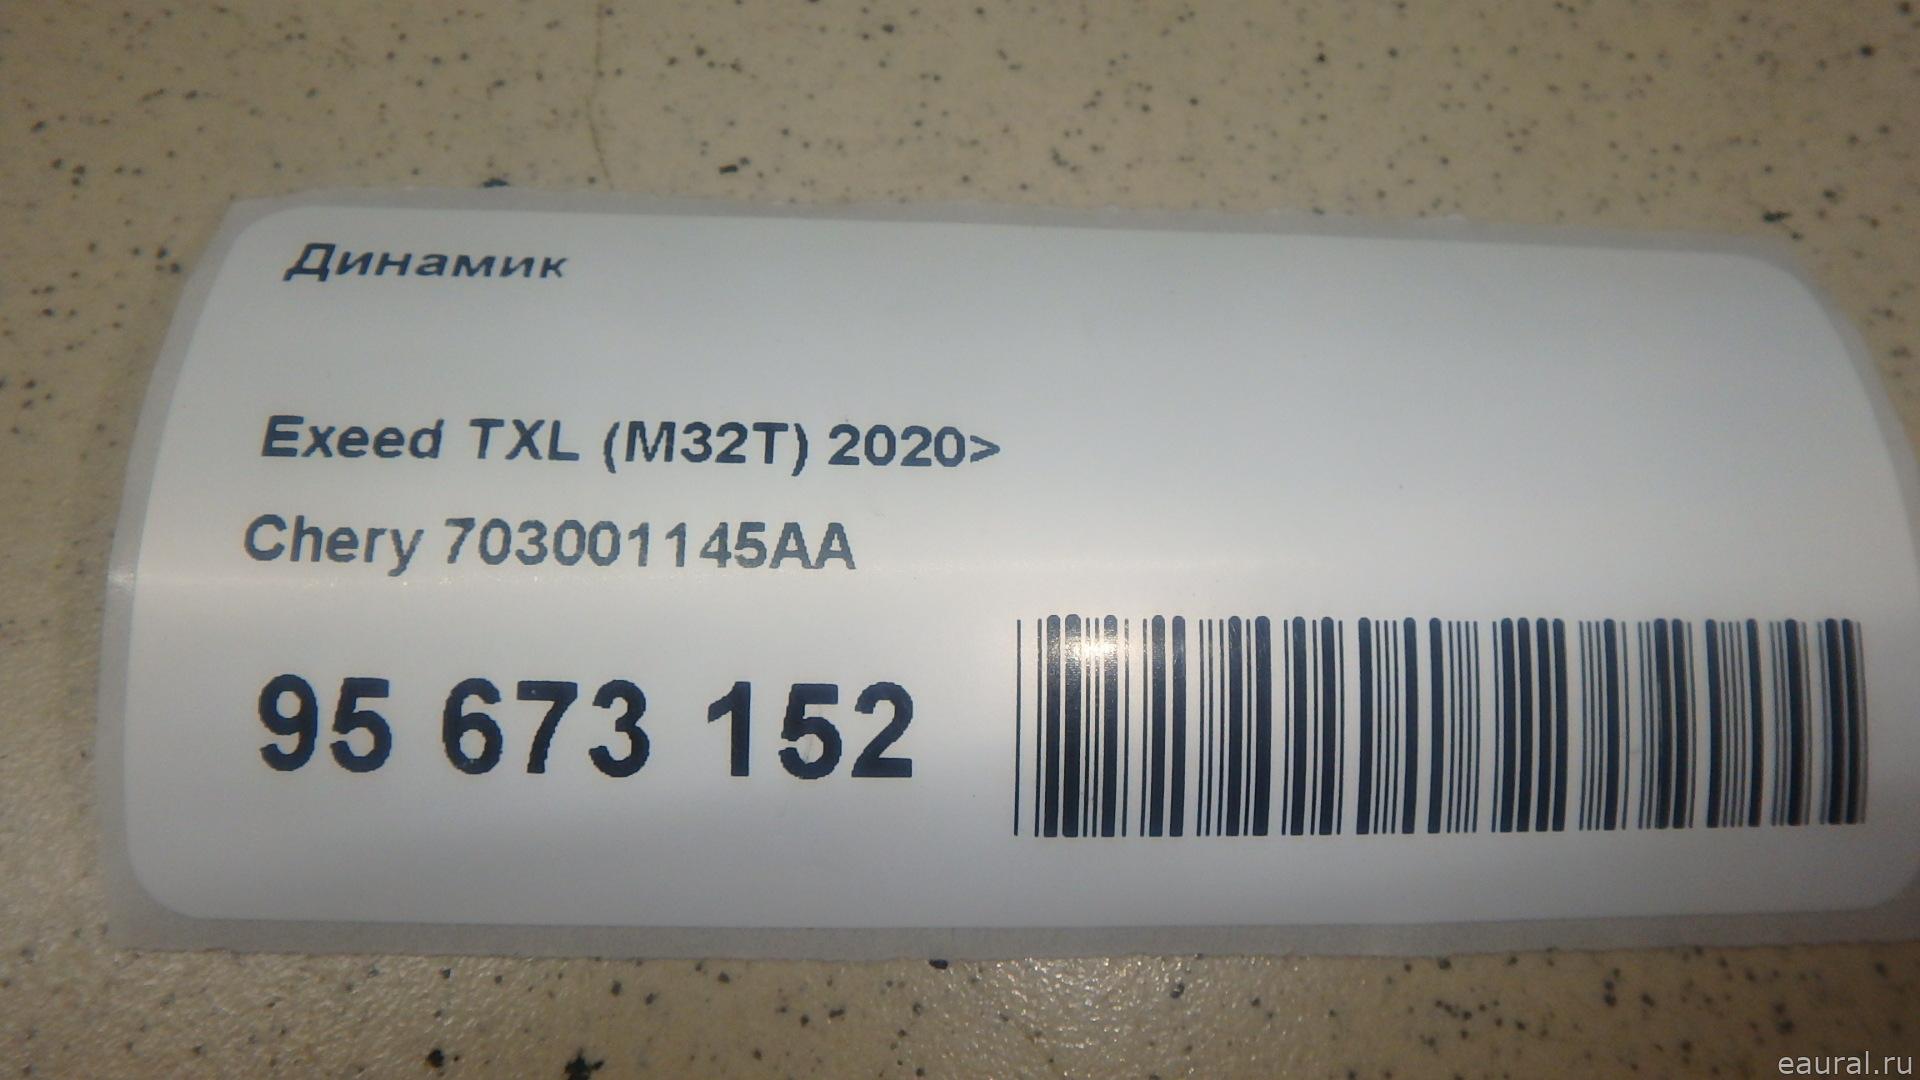 Динамик
Exeed TXL (M32T) 2020>
Chery 703001145AA
95 673 152
eaural.ru